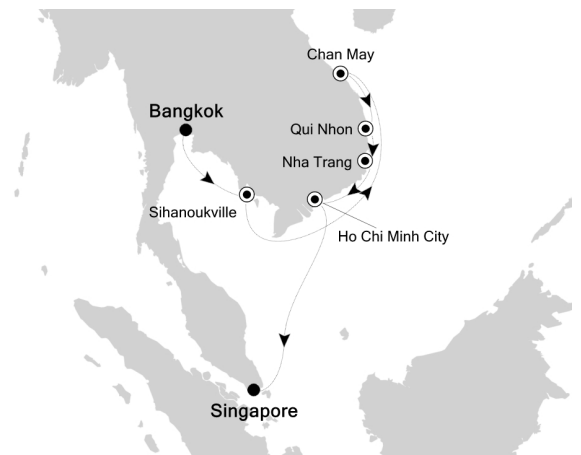 Chan May
Bangkok
Qui Nhon
Nha Trang
Sihanoukville
Ho Chi Minh City
Singapore